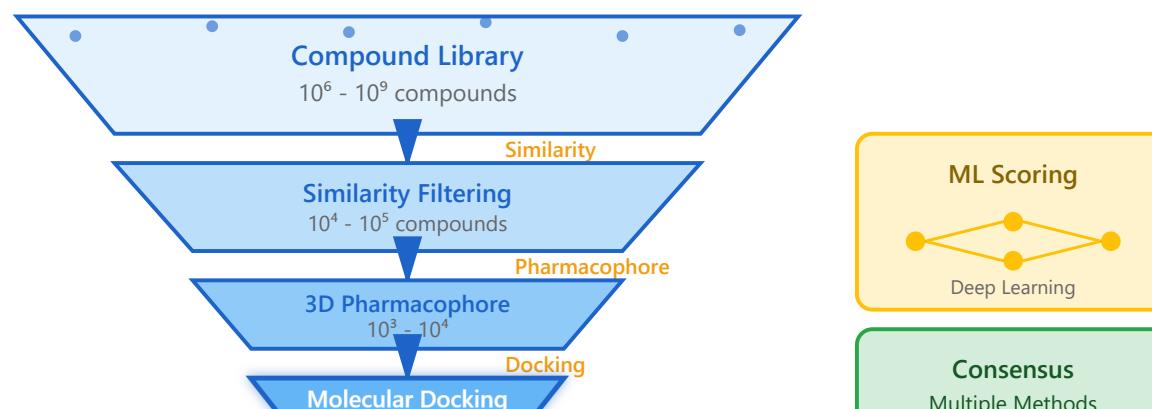 Compound Library
10⁶ - 10⁹ compounds
Similarity
Similarity Filtering
10⁴ - 10⁵ compounds
Pharmacophore
3D Pharmacophore
10³ - 10⁴
Docking
Molecular Docking
ML Scoring
Deep Learning
Consensus
Multiple Methods